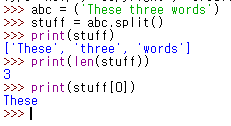 >>> abc = ('These three words')
>>> stuff = abc.split()
>>> print(stuff)
['These', 'three', 'words']
>>> print(len(stuff))
3
>>> print(stuff[0])
These
>>>